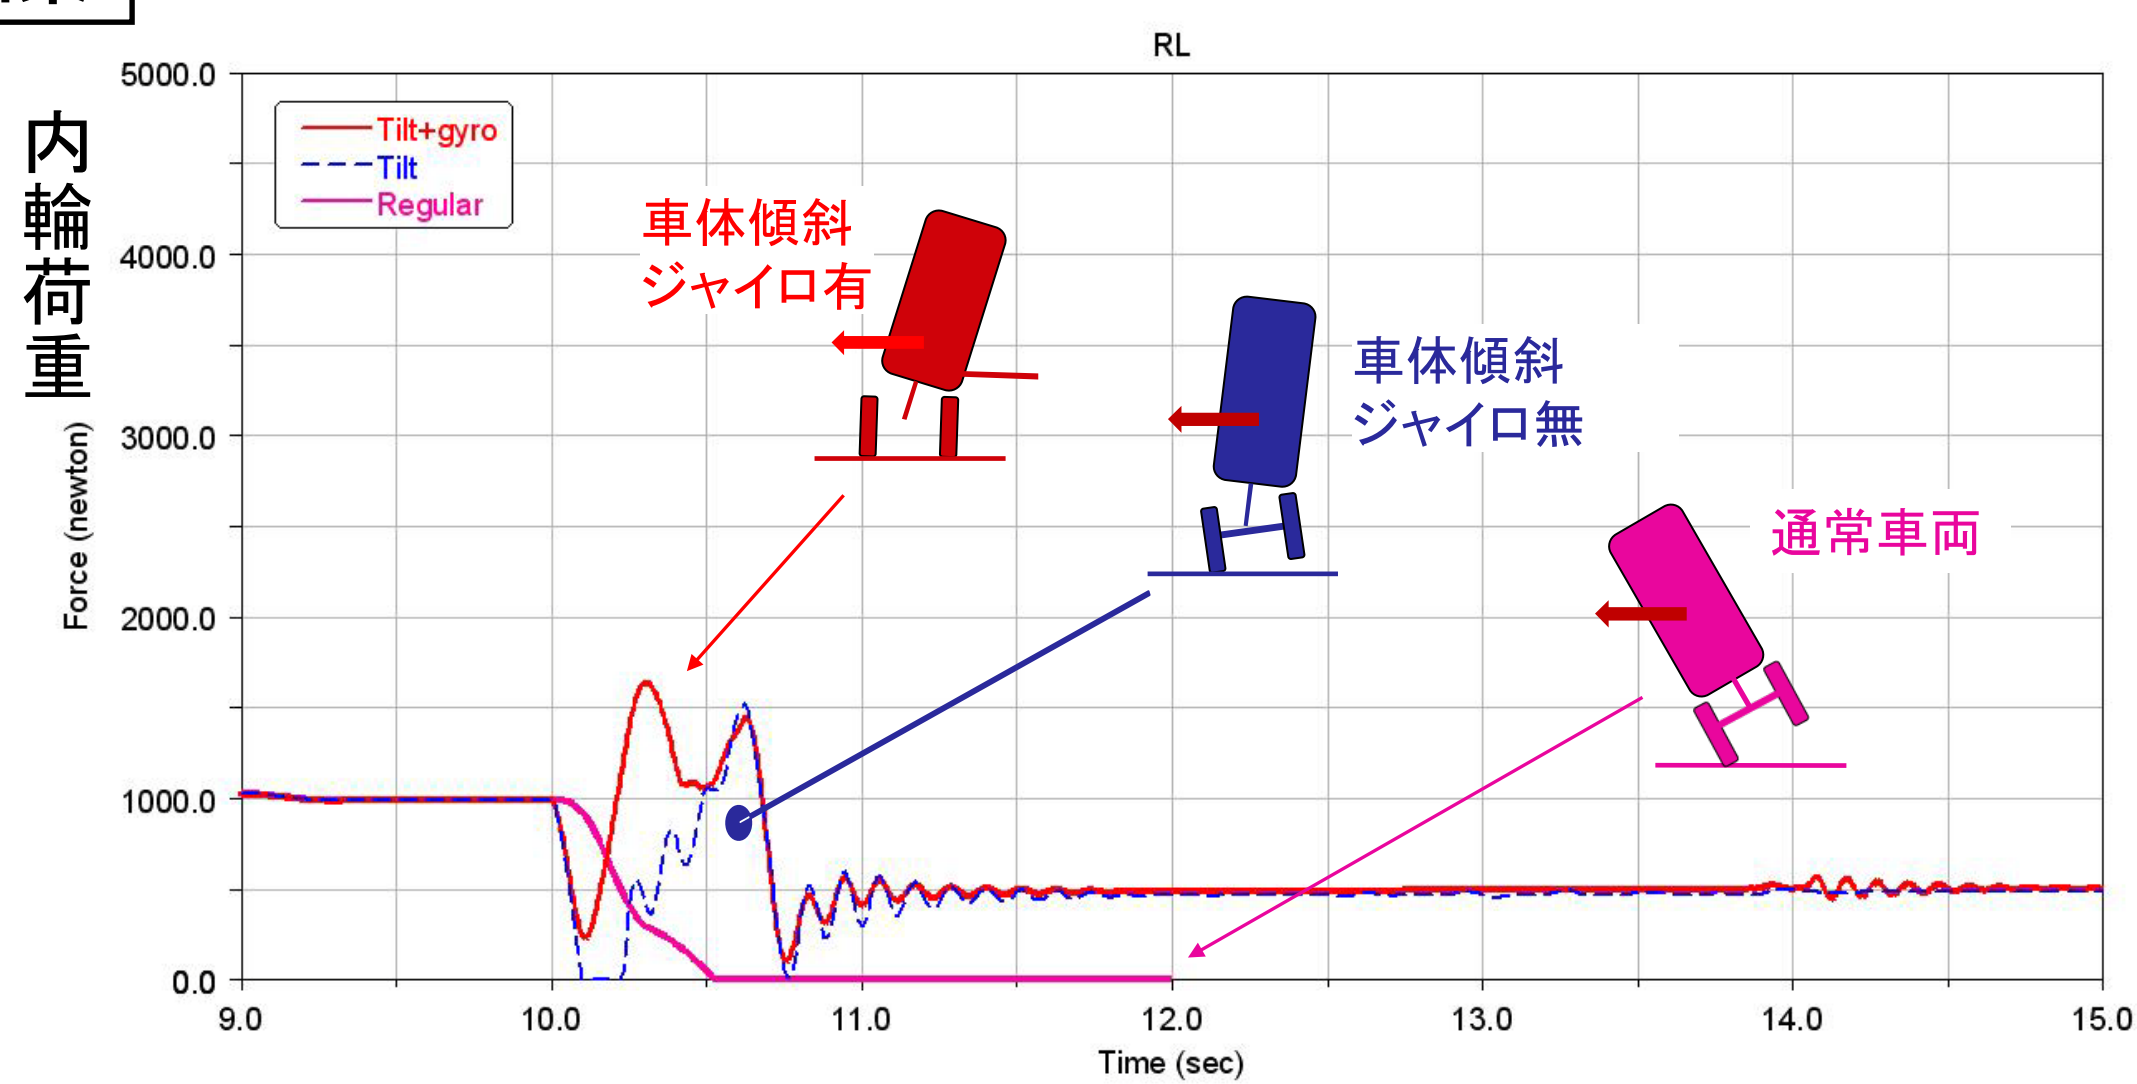 RL
内輪荷重
Force (newton)
5000.0
4000.0
3000.0
2000.0
1000.0
0.0
Tilt+gyro
Tilt
Regular
車体傾斜
ジャイロ有
車体傾斜
ジャイロ無
通常車両
9.0 10.0 11.0 12.0 13.0 14.0 15.0
Time (sec)